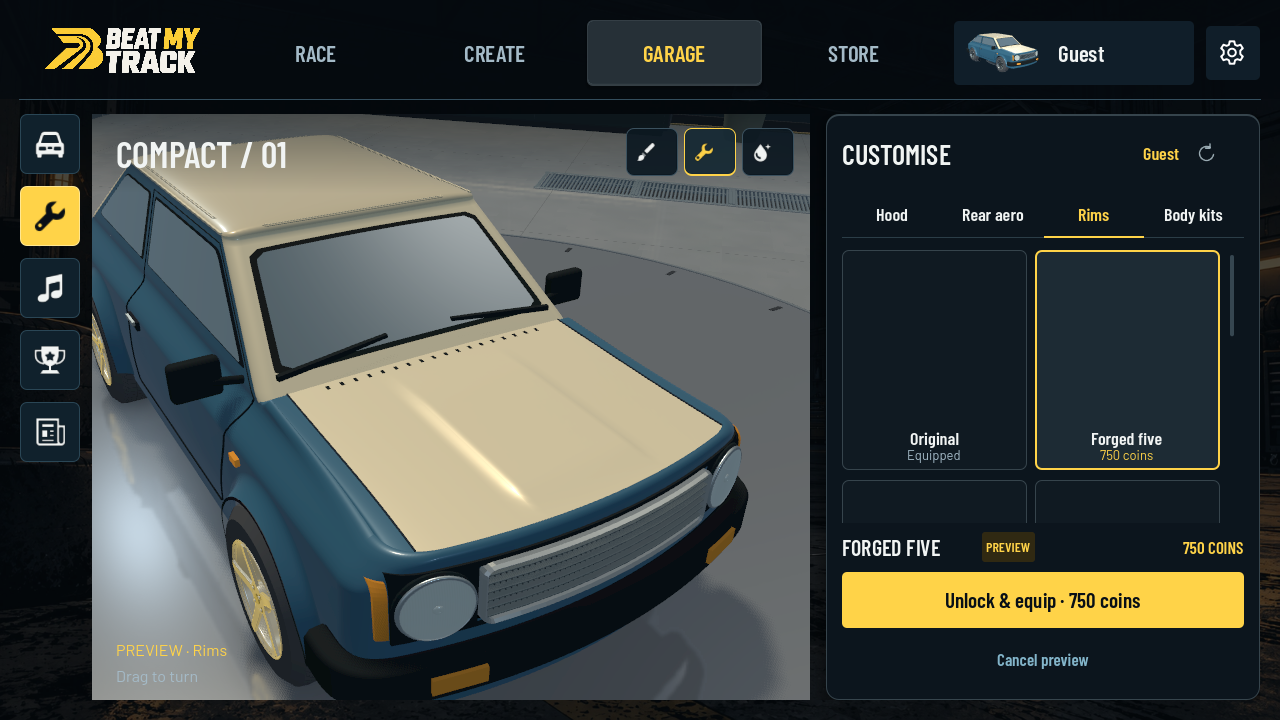 BEAT MY
TRACK
RACE
CREATE
GARAGE
STORE
Guest
COMPACT / 01
CUSTOMISE
Guest
Hood
Rear aero
Rims
Body kits
Original
Equipped
Forged five
750 coins
FORGED FIVE
PREVIEW
750 COINS
Unlock & equip · 750 coins
Cancel preview
PREVIEW · Rims
Drag to turn